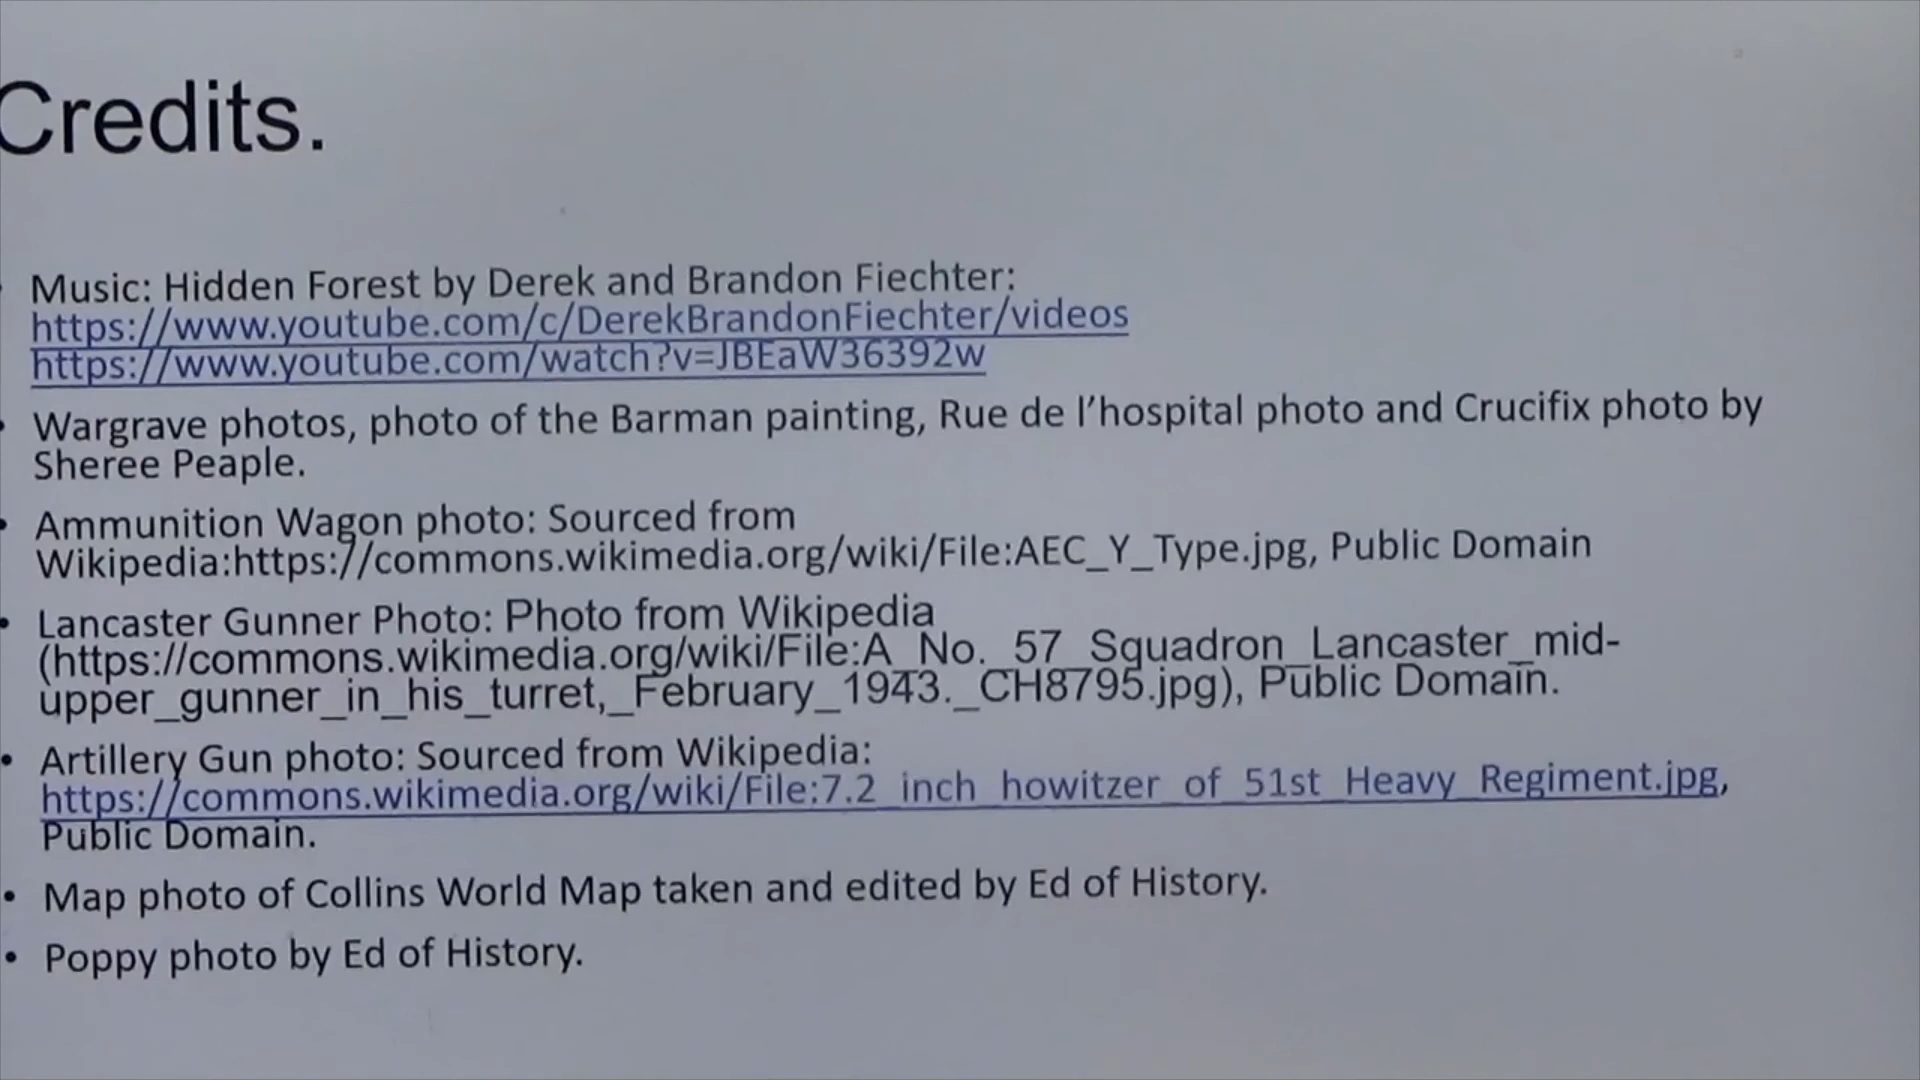 Credits.
• Music: Hidden Forest by Derek and Brandon Fiechter:
https://www.youtube.com/c/DerekBrandonFiechter/videos
https://www.youtube.com/watch?v=JBEaW36392w
• Wargrave photos, photo of the Barman painting, Rue de l’hospital photo and Crucifix photo by
Sheree Peaple.
• Ammunition Wagon photo: Sourced from
Wikipedia:https://commons.wikimedia.org/wiki/File:AEC_Y_Type.jpg, Public Domain
• Lancaster Gunner Photo: Photo from Wikipedia
(https://commons.wikimedia.org/wiki/File:A_No._57_Squadron_Lancaster_mid-
upper_gunner_in_his_turret,_February_1943._CH8795.jpg), Public Domain.
• Artillery Gun photo: Sourced from Wikipedia:
https://commons.wikimedia.org/wiki/File:7.2_inch_howitzer_of_51st_Heavy_Regiment.jpg,
Public Domain.
• Map photo of Collins World Map taken and edited by Ed of History.
• Poppy photo by Ed of History.